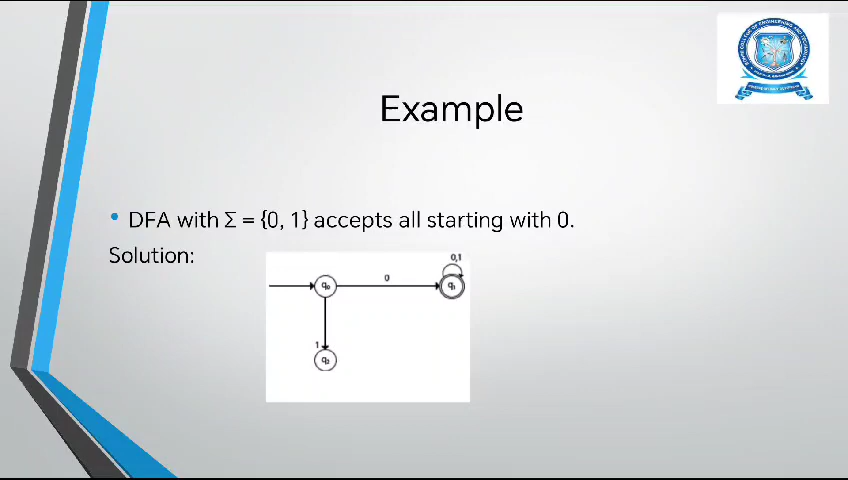 Example
• DFA with Σ = {0, 1} accepts all starting with 0.
Solution:
0,1
0
q₀
q₁
1
q₂